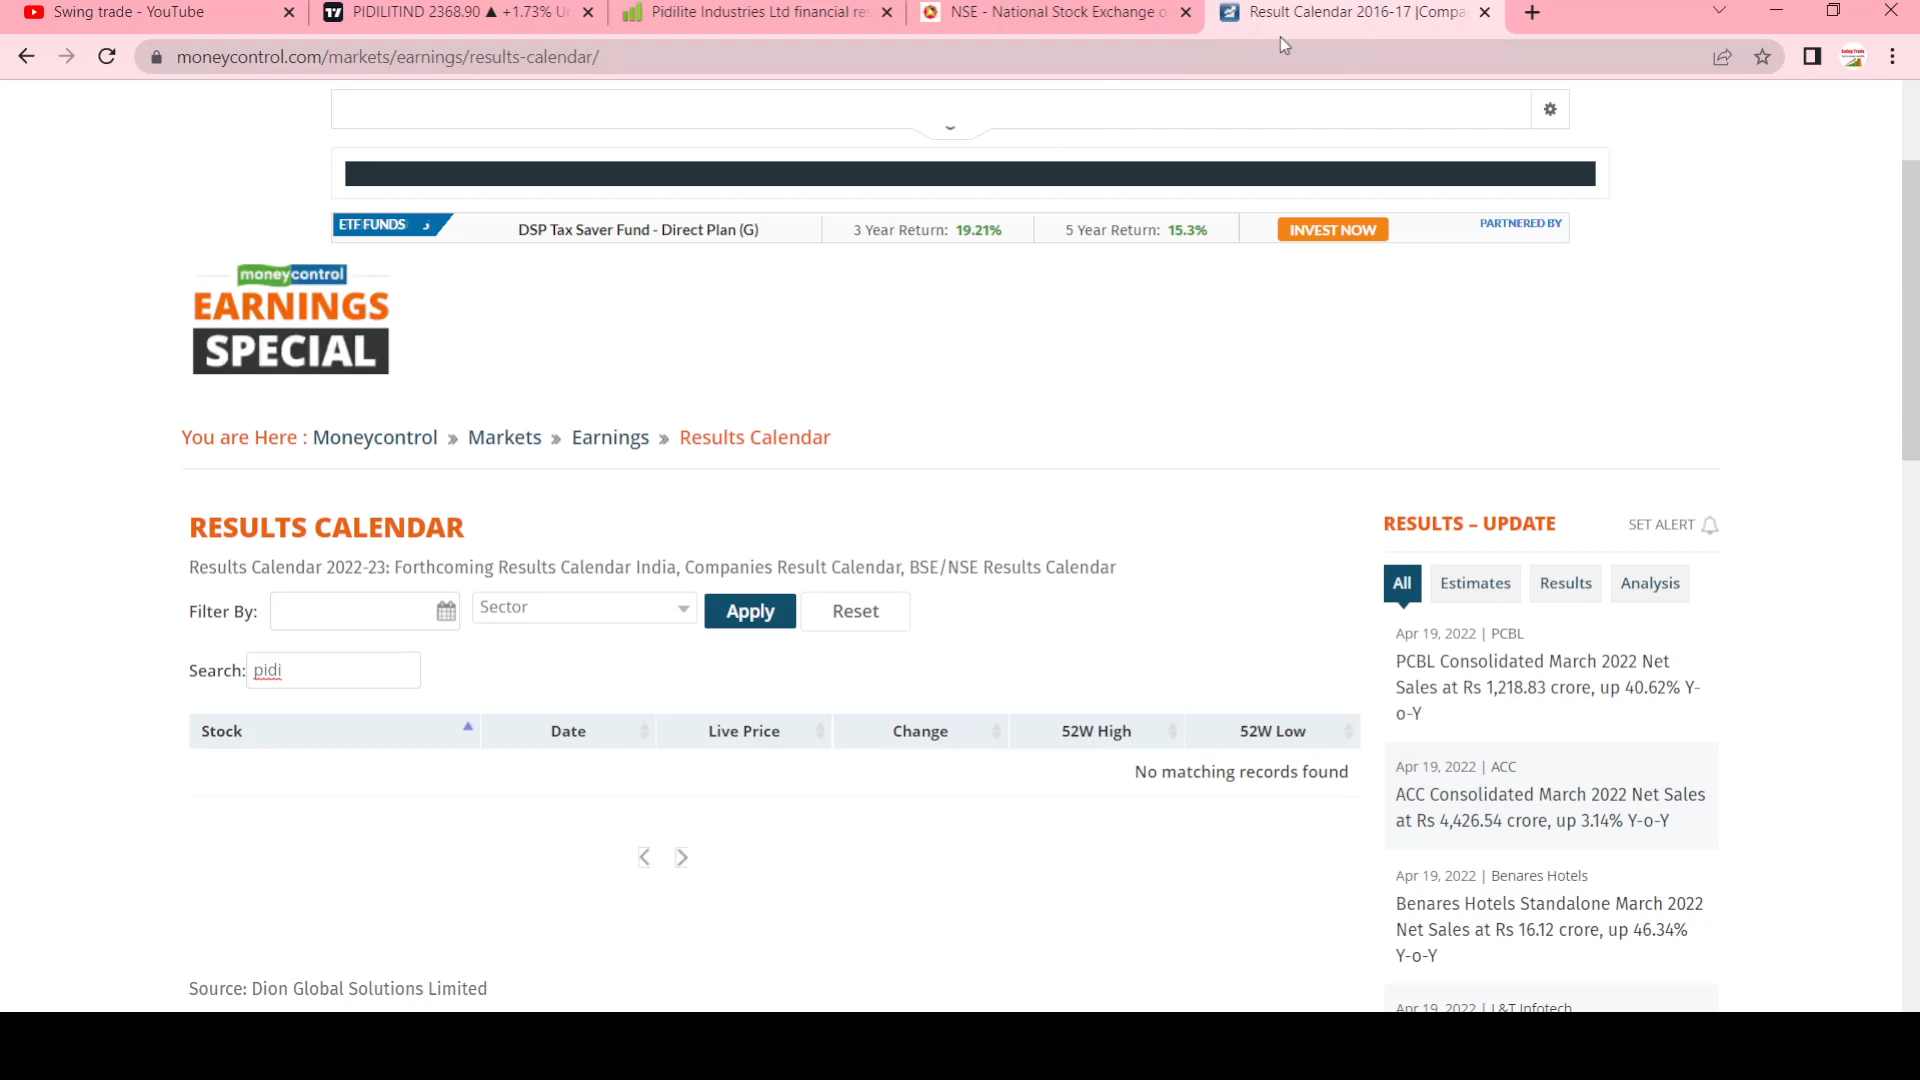 Swing trade - YouTube
PIDILITIND 2368.90 ▲ +1.73% Un
Pidilite Industries Ltd financial res
NSE - National Stock Exchange o
Result Calendar 2016-17 |Compa
moneycontrol.com/markets/earnings/results-calendar/
ETF FUNDS
DSP Tax Saver Fund - Direct Plan (G)
3 Year Return: 19.21%
5 Year Return: 15.3%
INVEST NOW
PARTNERED BY
moneycontrol
EARNINGS
SPECIAL
You are Here : Moneycontrol » Markets » Earnings » Results Calendar
RESULTS CALENDAR
Results Calendar 2022-23: Forthcoming Results Calendar India, Companies Result Calendar, BSE/NSE Results Calendar
Filter By: Sector Apply Reset
Search: pidi
Stock Date Live Price Change 52W High 52W Low
No matching records found
Source: Dion Global Solutions Limited
RESULTS – UPDATE SET ALERT
All Estimates Results Analysis
Apr 19, 2022 | PCBL
PCBL Consolidated March 2022 Net
Sales at Rs 1,218.83 crore, up 40.62% Y-
o-Y
Apr 19, 2022 | ACC
ACC Consolidated March 2022 Net Sales
at Rs 4,426.54 crore, up 3.14% Y-o-Y
Apr 19, 2022 | Benares Hotels
Benares Hotels Standalone March 2022
Net Sales at Rs 16.12 crore, up 46.34%
Y-o-Y
Apr 19, 2022 | L&T Infotech